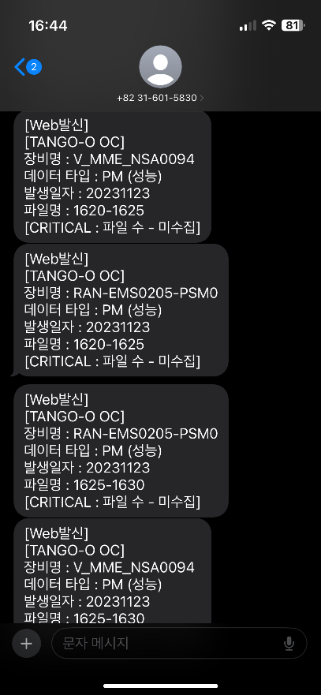 16:44
81
2
+82 31-601-5830
[Web발신]
[TANGO-O OC]
장비명 : V_MME_NSA0094
데이터 타입 : PM (성능)
발생일자 : 20231123
파일명 : 1620-1625
[CRITICAL : 파일 수 - 미수집]
[Web발신]
[TANGO-O OC]
장비명 : RAN-EMS0205-PSM0
데이터 타입 : PM (성능)
발생일자 : 20231123
파일명 : 1620-1625
[CRITICAL : 파일 수 - 미수집]
[Web발신]
[TANGO-O OC]
장비명 : RAN-EMS0205-PSM0
데이터 타입 : PM (성능)
발생일자 : 20231123
파일명 : 1625-1630
[CRITICAL : 파일 수 - 미수집]
[Web발신]
[TANGO-O OC]
장비명 : V_MME_NSA0094
데이터 타입 : PM (성능)
발생일자 : 20231123
파일명 : 1625-1630
문자 메시지